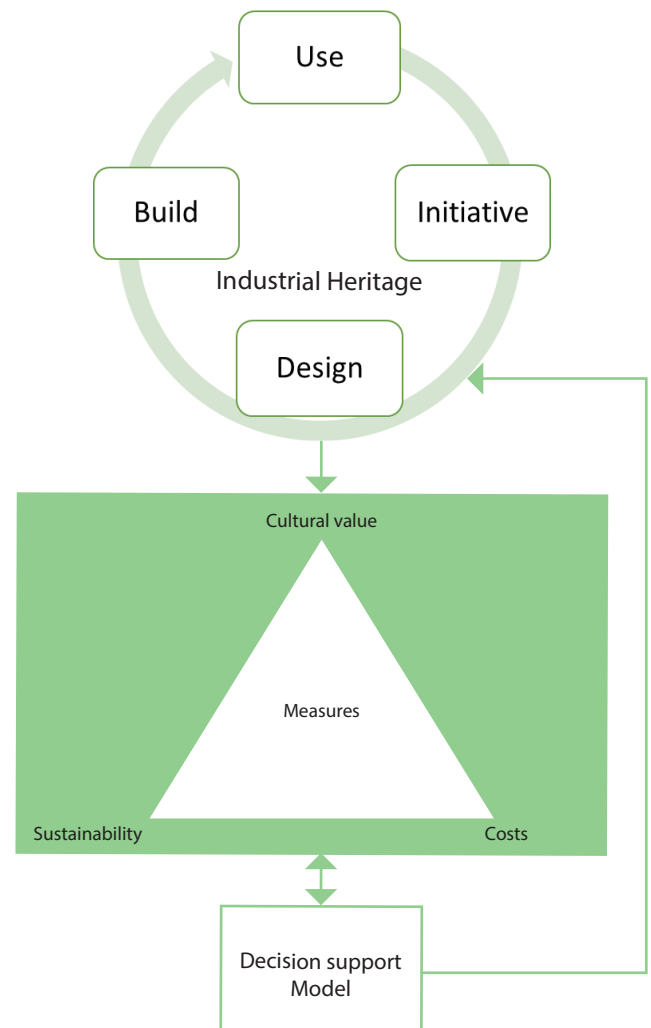 Use
Build
Initiative
Industrial Heritage
Design
Cultural value
Measures
Sustainability
Costs
Decision support
Model